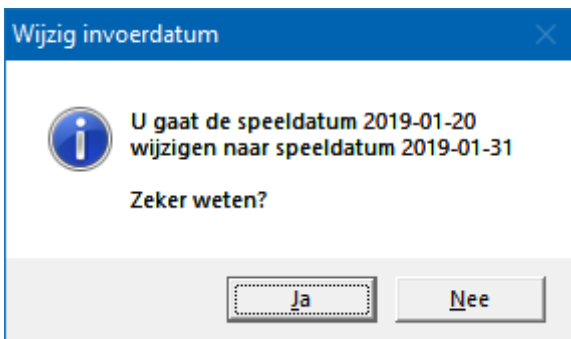 Wijzig invoerdatum
U gaat de speeldatum 2019-01-20
wijzigen naar speeldatum 2019-01-31
Zeker weten?
Ja
Nee